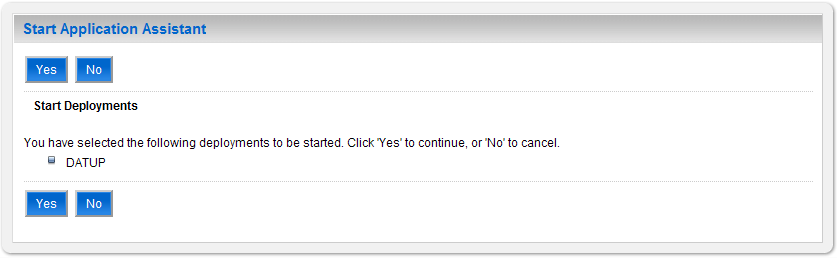 Start Application Assistant
Yes No
Start Deployments
You have selected the following deployments to be started. Click 'Yes' to continue, or 'No' to cancel.
DATUP
Yes No